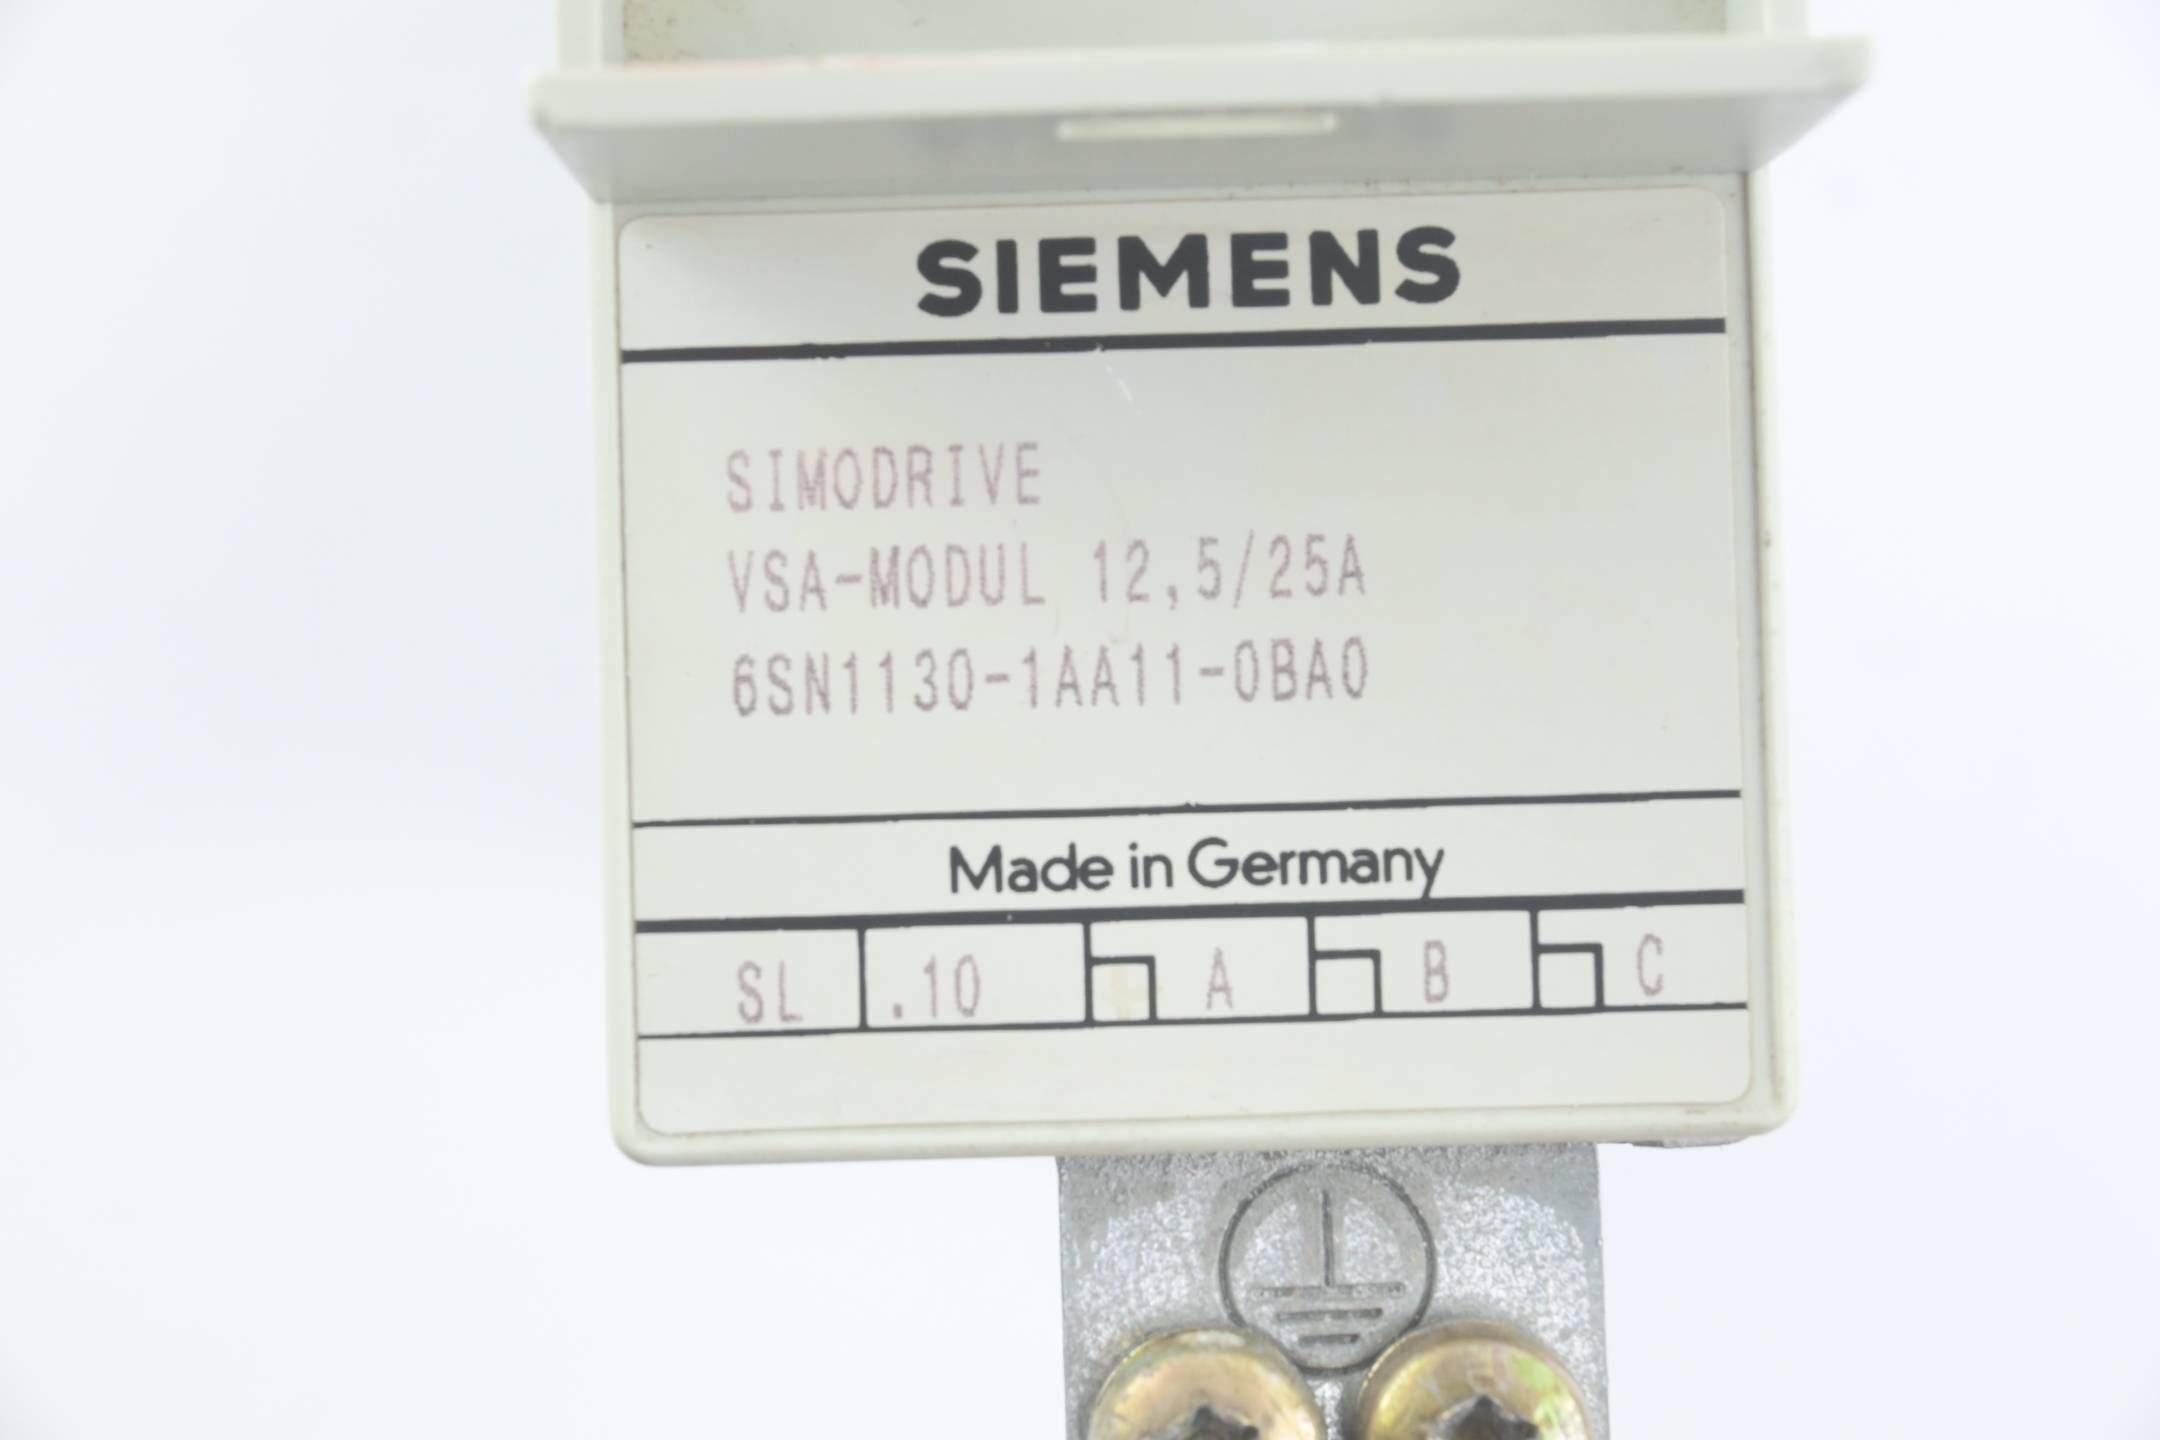 SIEMENS
SIMODRIVE
VSA-MODUL 12,5/25A
6SN1130-1AA11-0BA0
Made in Germany
SL .10 A B C